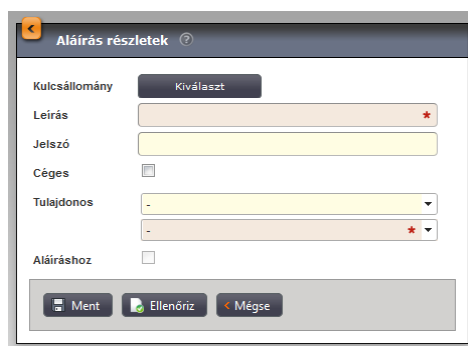 Aláírás részletek ?
Kulcsállomány Kiválaszt
Leírás *
Jelszó
Céges
Tulajdonos -
- *
Aláíráshoz
Ment Ellenőriz Mégse